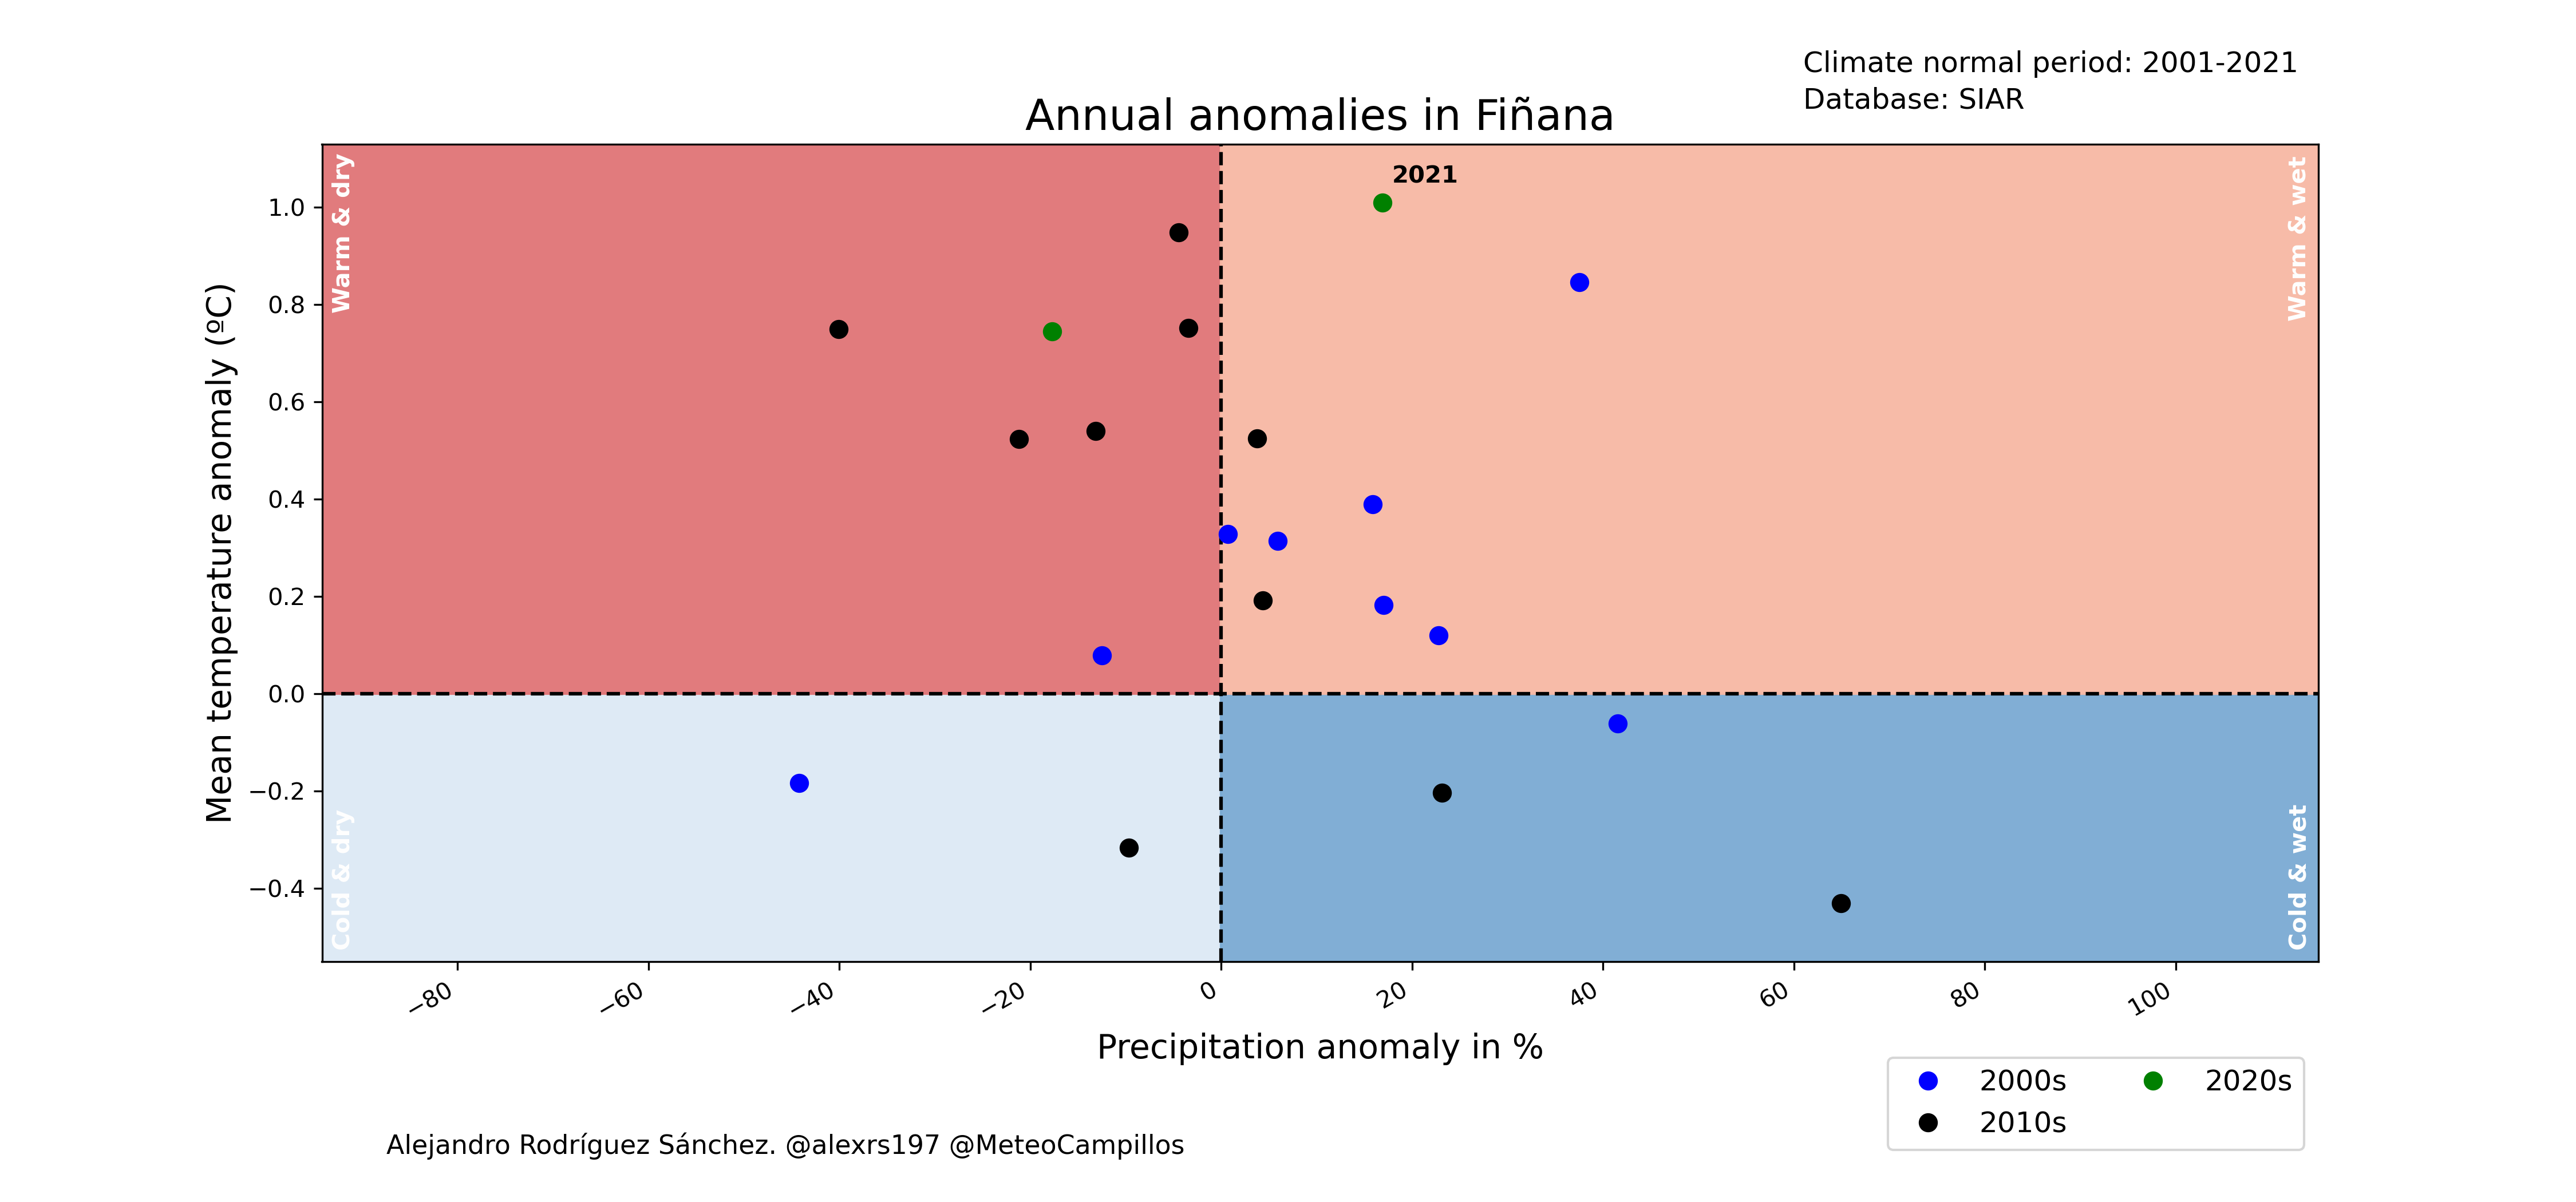 Climate normal period: 2001-2021
Database: SIAR
Annual anomalies in Fiñana
Warm & dry
Warm & wet
2021
Mean temperature anomaly (ºC)
1.0
0.8
0.6
0.4
0.2
0.0
−0.2
−0.4
Cold & dry
Cold & wet
−80
−60
−40
−20
0
20
40
60
80
100
Precipitation anomaly in %
2000s
2020s
2010s
Alejandro Rodríguez Sánchez. @alexrs197 @MeteoCampillos